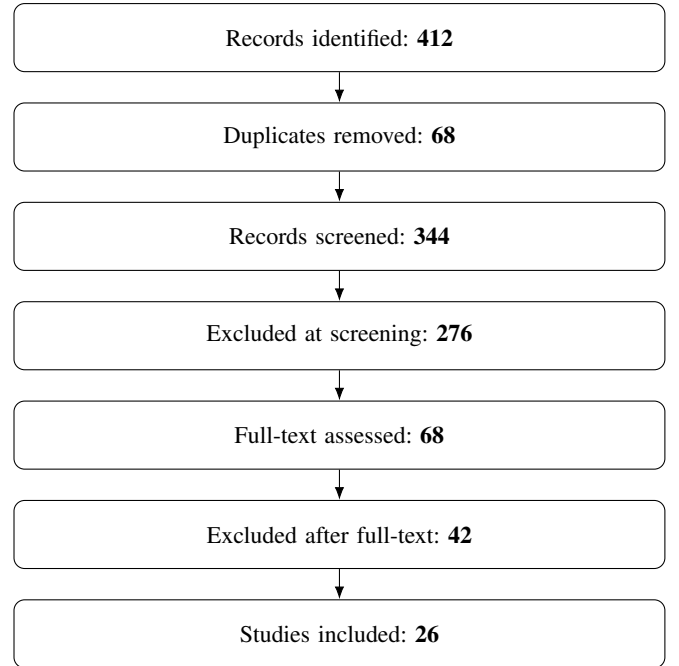 Records identified: 412
Duplicates removed: 68
Records screened: 344
Excluded at screening: 276
Full-text assessed: 68
Excluded after full-text: 42
Studies included: 26